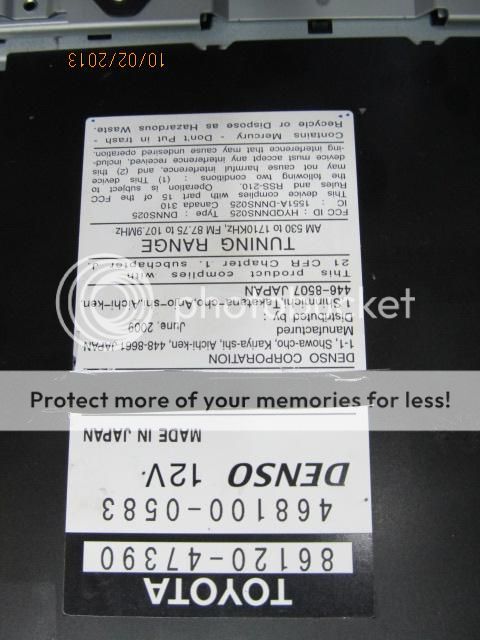 TOYOTA
86120-47390
468100-0583
DENSO 12V.
MADE IN JAPAN
DENSO CORPORATION
1-1, Showa-cho, Kariya-shi, Aichi-ken, 448-8661 JAPAN
Manufactured June, 2009
Distributed by
Shinnichi Takatana-cho, Anjo-shi, Aichi-ken,
446-8507 JAPAN
This product complies with
21 CFR Chapter 1, subchapter J.
TUNING RANGE
AM 530 to 1710KHz, FM 87.75 to 107.9MHz
FCC ID : HYQDNNS025 Type : DNNS025
IC : 1551A-DNNS025 Canada 310
This device complies with part 15 of the FCC
Rules and RSS-210. Operation is subject to
the following two conditions : (1) This device
may not cause harmful interference, and (2) this
device must accept any interference received, includ-
ing interference that may cause undesired operation.
Contains Mercury - Don't Put in trash -
Recycle or Dispose as Hazardous Waste.
10/02/2013
photobucket
Protect more of your memories for less!